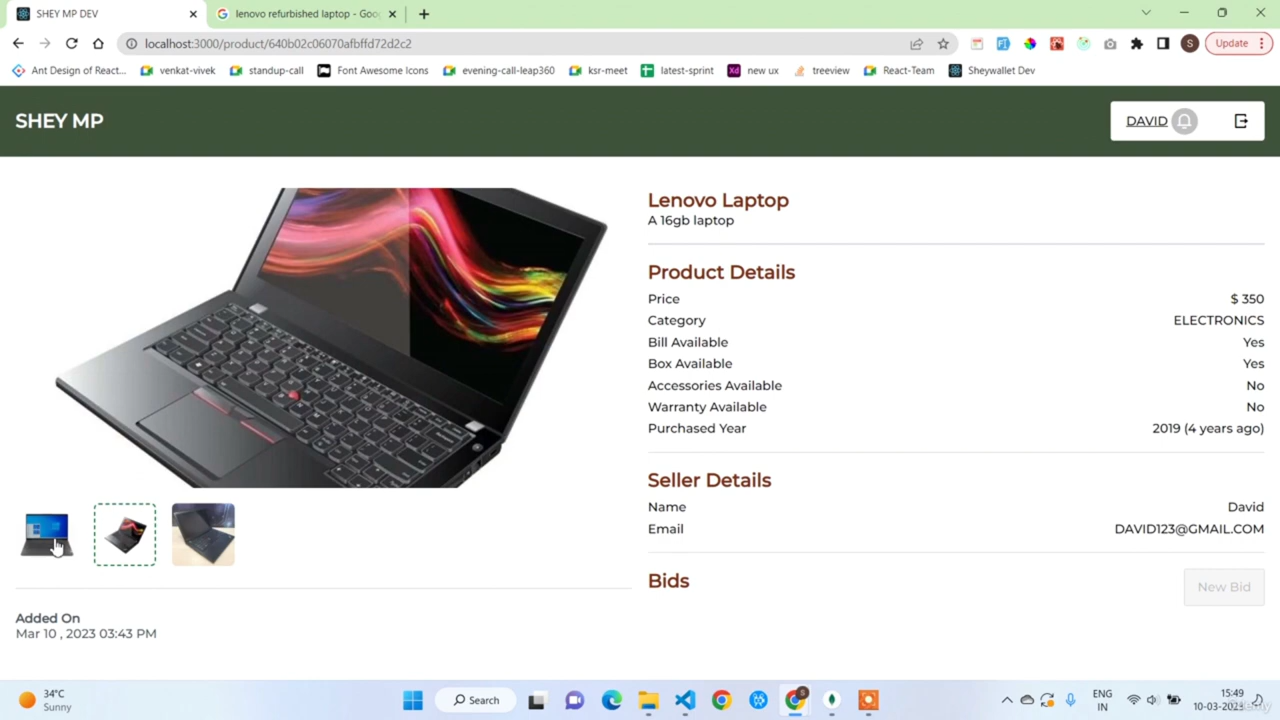 SHEY MP DEV
lenovo refurbished laptop - Goo
localhost:3000/product/640b02c06070afbffd72d2c2
S
Update
Ant Design of React...
venkat-vivek
standup-call
Font Awesome Icons
evening-call-leap360
ksr-meet
latest-sprint
Xd new ux
treeview
React-Team
Sheywallet Dev
SHEY MP
DAVID
Lenovo Laptop
A 16gb laptop
Product Details
Price $ 350
Category ELECTRONICS
Bill Available Yes
Box Available Yes
Accessories Available No
Warranty Available No
Purchased Year 2019 (4 years ago)
Seller Details
Name David
Email DAVID123@GMAIL.COM
Bids
New Bid
Added On
Mar 10 , 2023 03:43 PM
34°C
Sunny
Search
ENG
IN
15:49
10-03-2023